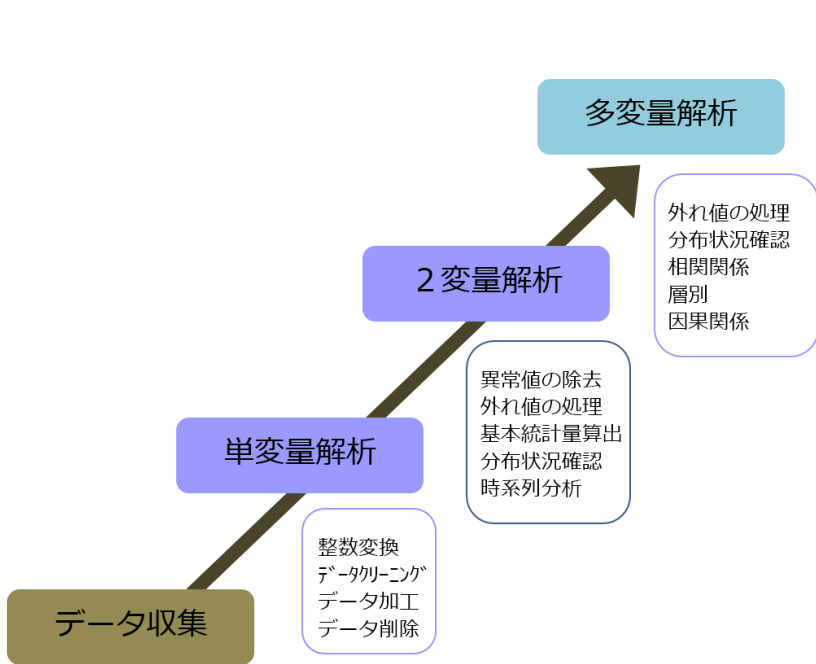 多変量解析
外れ値の処理
分布状況確認
相関関係
層別
因果関係
２変量解析
異常値の除去
外れ値の処理
基本統計量算出
分布状況確認
時系列分析
単変量解析
整数変換
ﾃﾞｰﾀｸﾘｰﾆﾝｸﾞ
データ加工
データ削除
データ収集